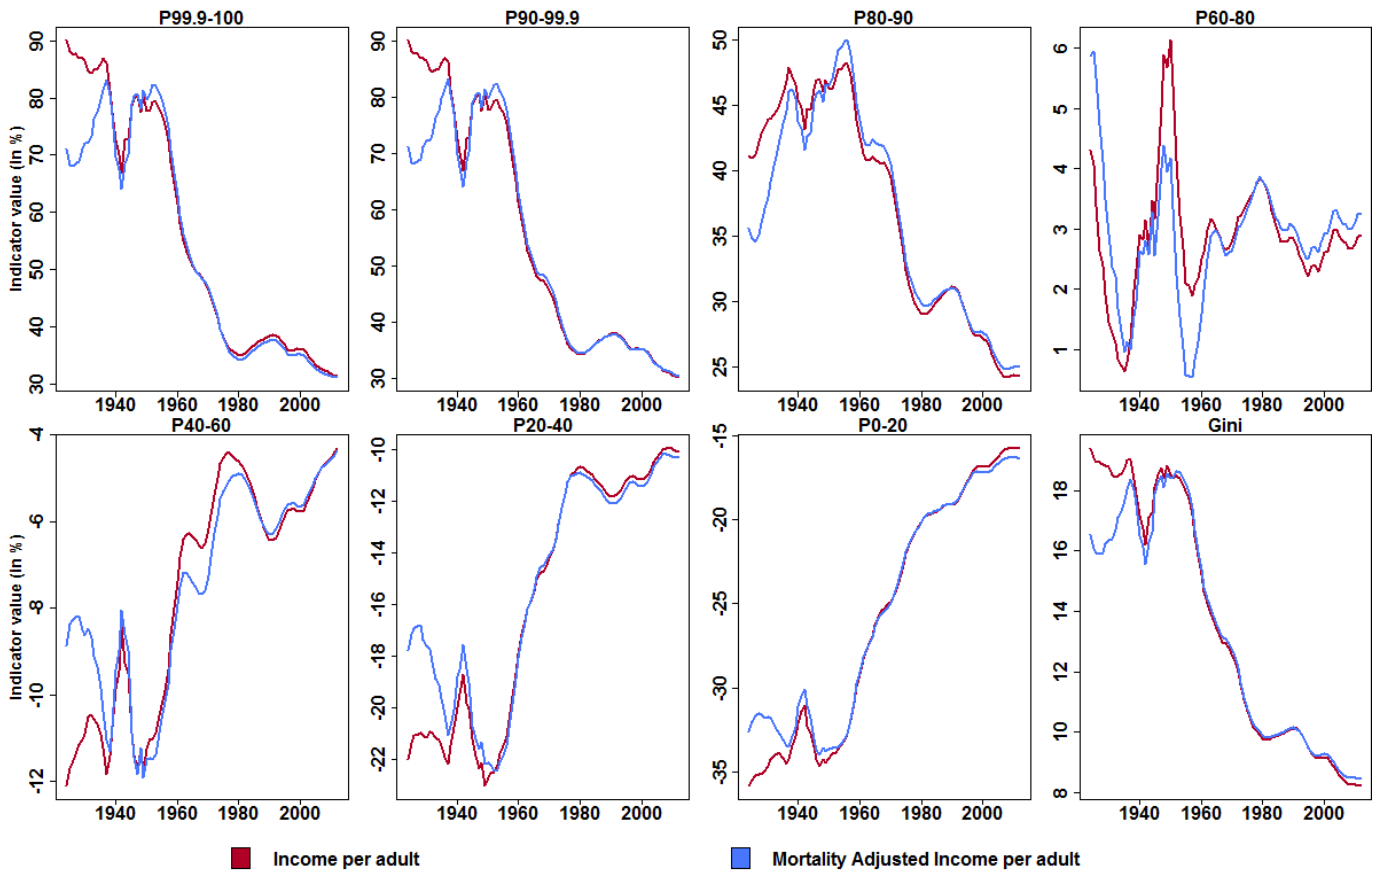 P99.9-100
P90-99.9
P80-90
P60-80
Indicator value (in %)
90
80
70
60
50
40
30
1940 1960 1980 2000
90
80
70
60
50
40
30
1940 1960 1980 2000
50
45
40
35
30
25
1940 1960 1980 2000
6
5
4
3
2
1
1940 1960 1980 2000
P40-60
P20-40
P0-20
Gini
Indicator value (in %)
-4
-6
-8
-10
-12
1940 1960 1980 2000
-10
-12
-14
-16
-18
-20
-22
1940 1960 1980 2000
-15
-20
-25
-30
-35
1940 1960 1980 2000
18
16
14
12
10
8
1940 1960 1980 2000
Income per adult
Mortality Adjusted Income per adult